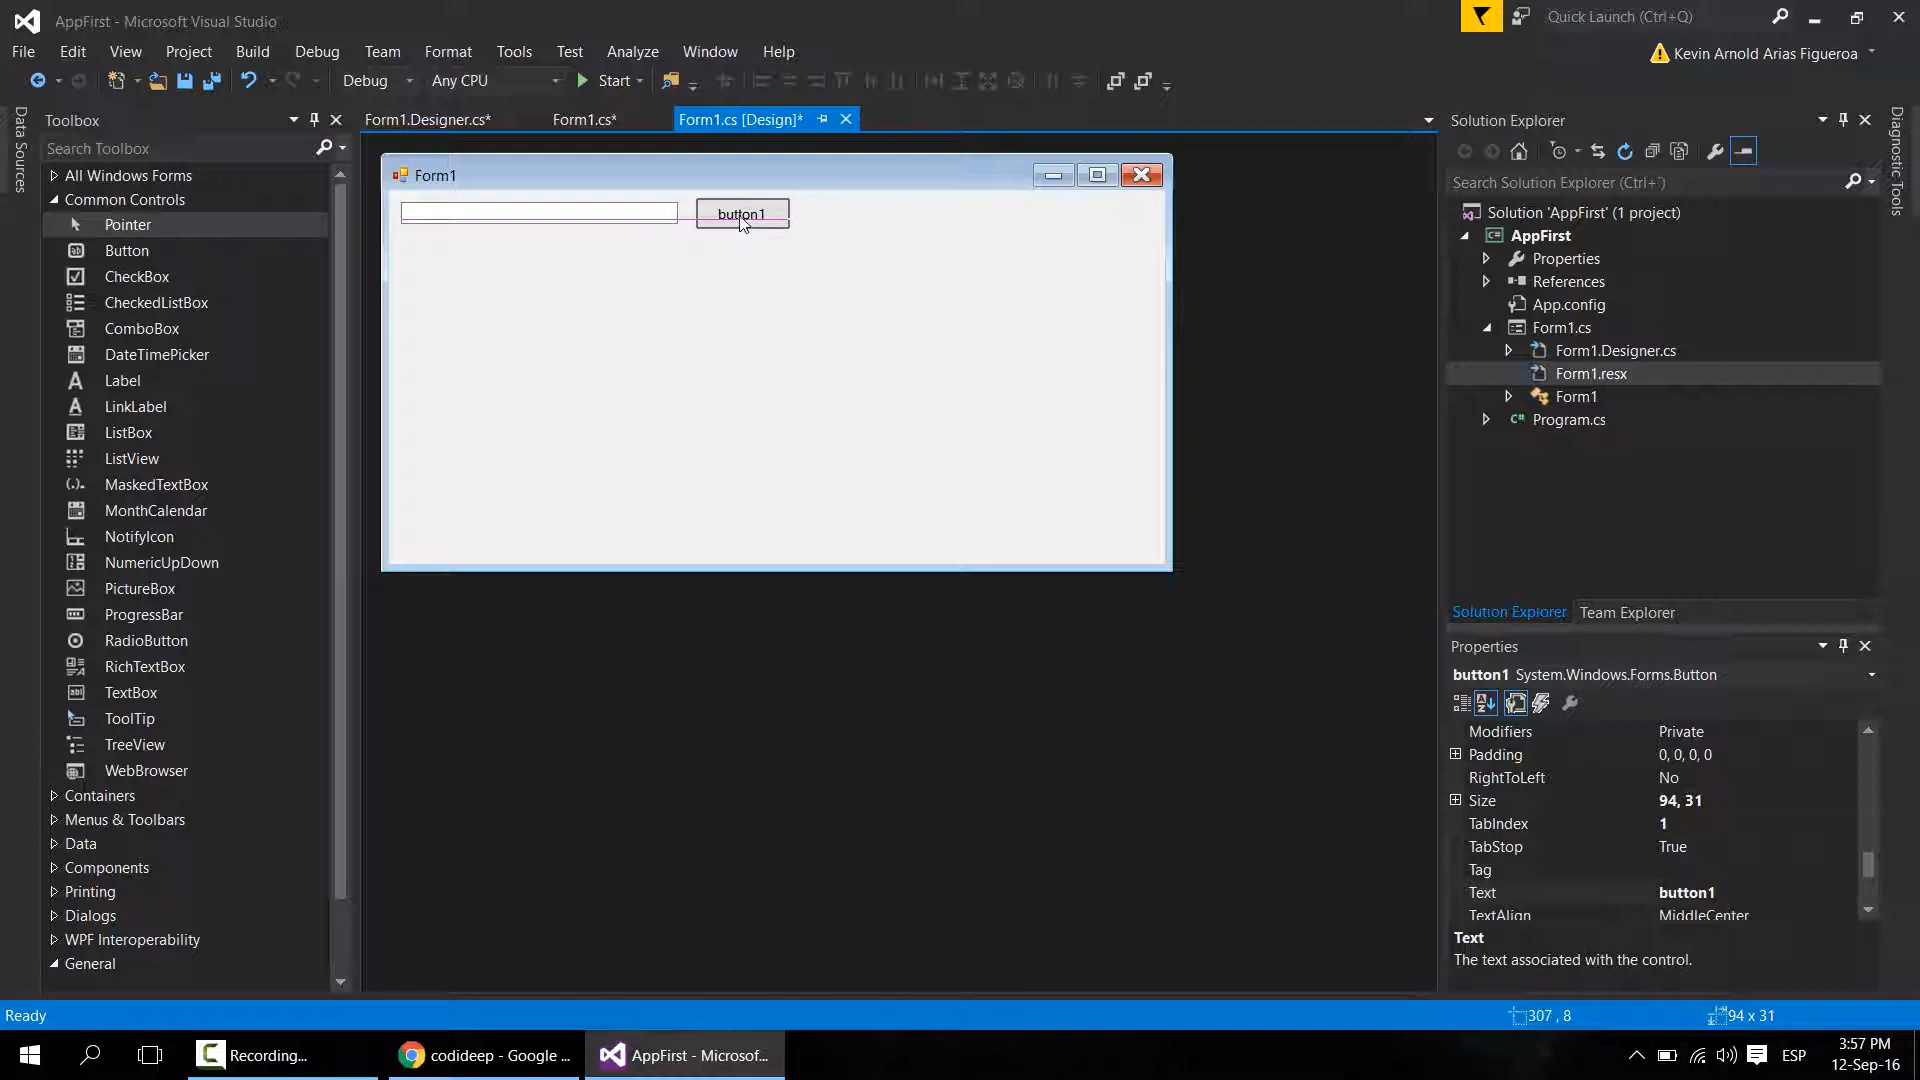 AppFirst - Microsoft Visual Studio
Quick Launch (Ctrl+Q)
File Edit View Project Build Debug Team Format Tools Test Analyze Window Help
Kevin Arnold Arias Figueroa
Debug Any CPU Start
Data Sources
Toolbox
Search Toolbox
All Windows Forms
Common Controls
Pointer
Button
CheckBox
CheckedListBox
ComboBox
DateTimePicker
Label
LinkLabel
ListBox
ListView
MaskedTextBox
MonthCalendar
NotifyIcon
NumericUpDown
PictureBox
ProgressBar
RadioButton
RichTextBox
TextBox
ToolTip
TreeView
WebBrowser
Containers
Menus & Toolbars
Data
Components
Printing
Dialogs
WPF Interoperability
General
Form1.Designer.cs* Form1.cs* Form1.cs [Design]*
Form1
button1
Solution Explorer
Search Solution Explorer (Ctrl+¨)
Solution 'AppFirst' (1 project)
AppFirst
Properties
References
App.config
Form1.cs
Form1.Designer.cs
Form1.resx
Form1
Program.cs
Solution Explorer Team Explorer
Diagnostic Tools
Properties
button1 System.Windows.Forms.Button
Modifiers Private
Padding 0, 0, 0, 0
RightToLeft No
Size 94, 31
TabIndex 1
TabStop True
Tag
Text button1
TextAlign MiddleCenter
Text
The text associated with the control.
Ready 307 , 8 94 x 31
Recording... codideep - Google ... AppFirst - Microsof... ESP
3:57 PM
12-Sep-16